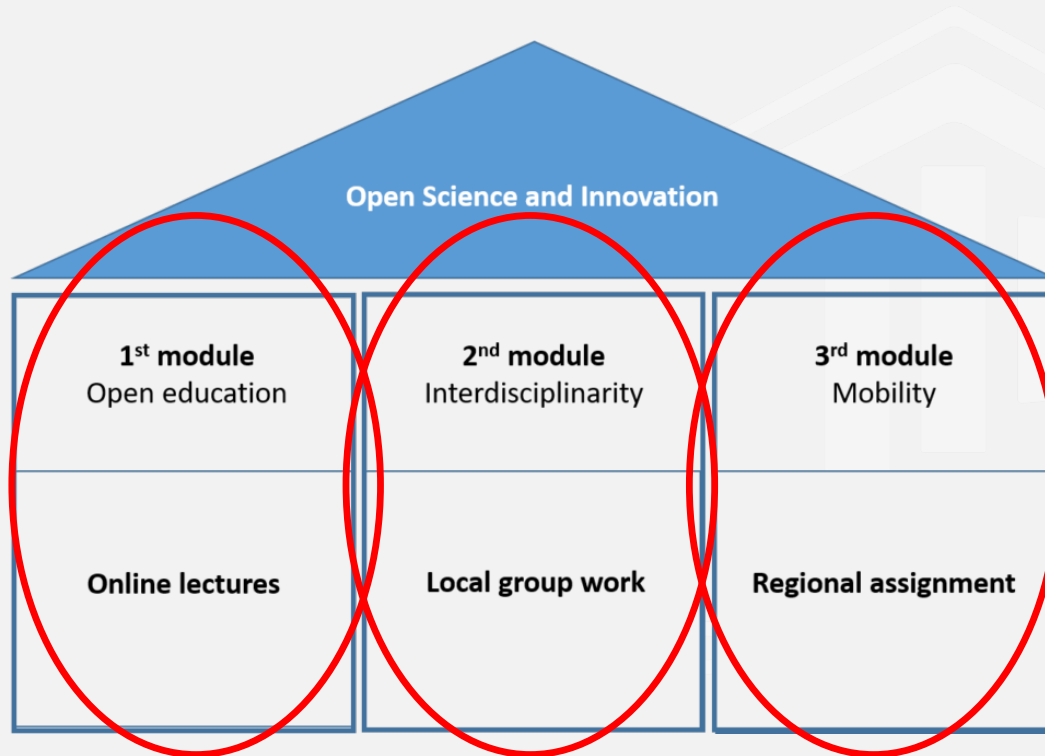 Open Science and Innovation
1st module
Open education
2nd module
Interdisciplinarity
3rd module
Mobility
Online lectures
Local group work
Regional assignment